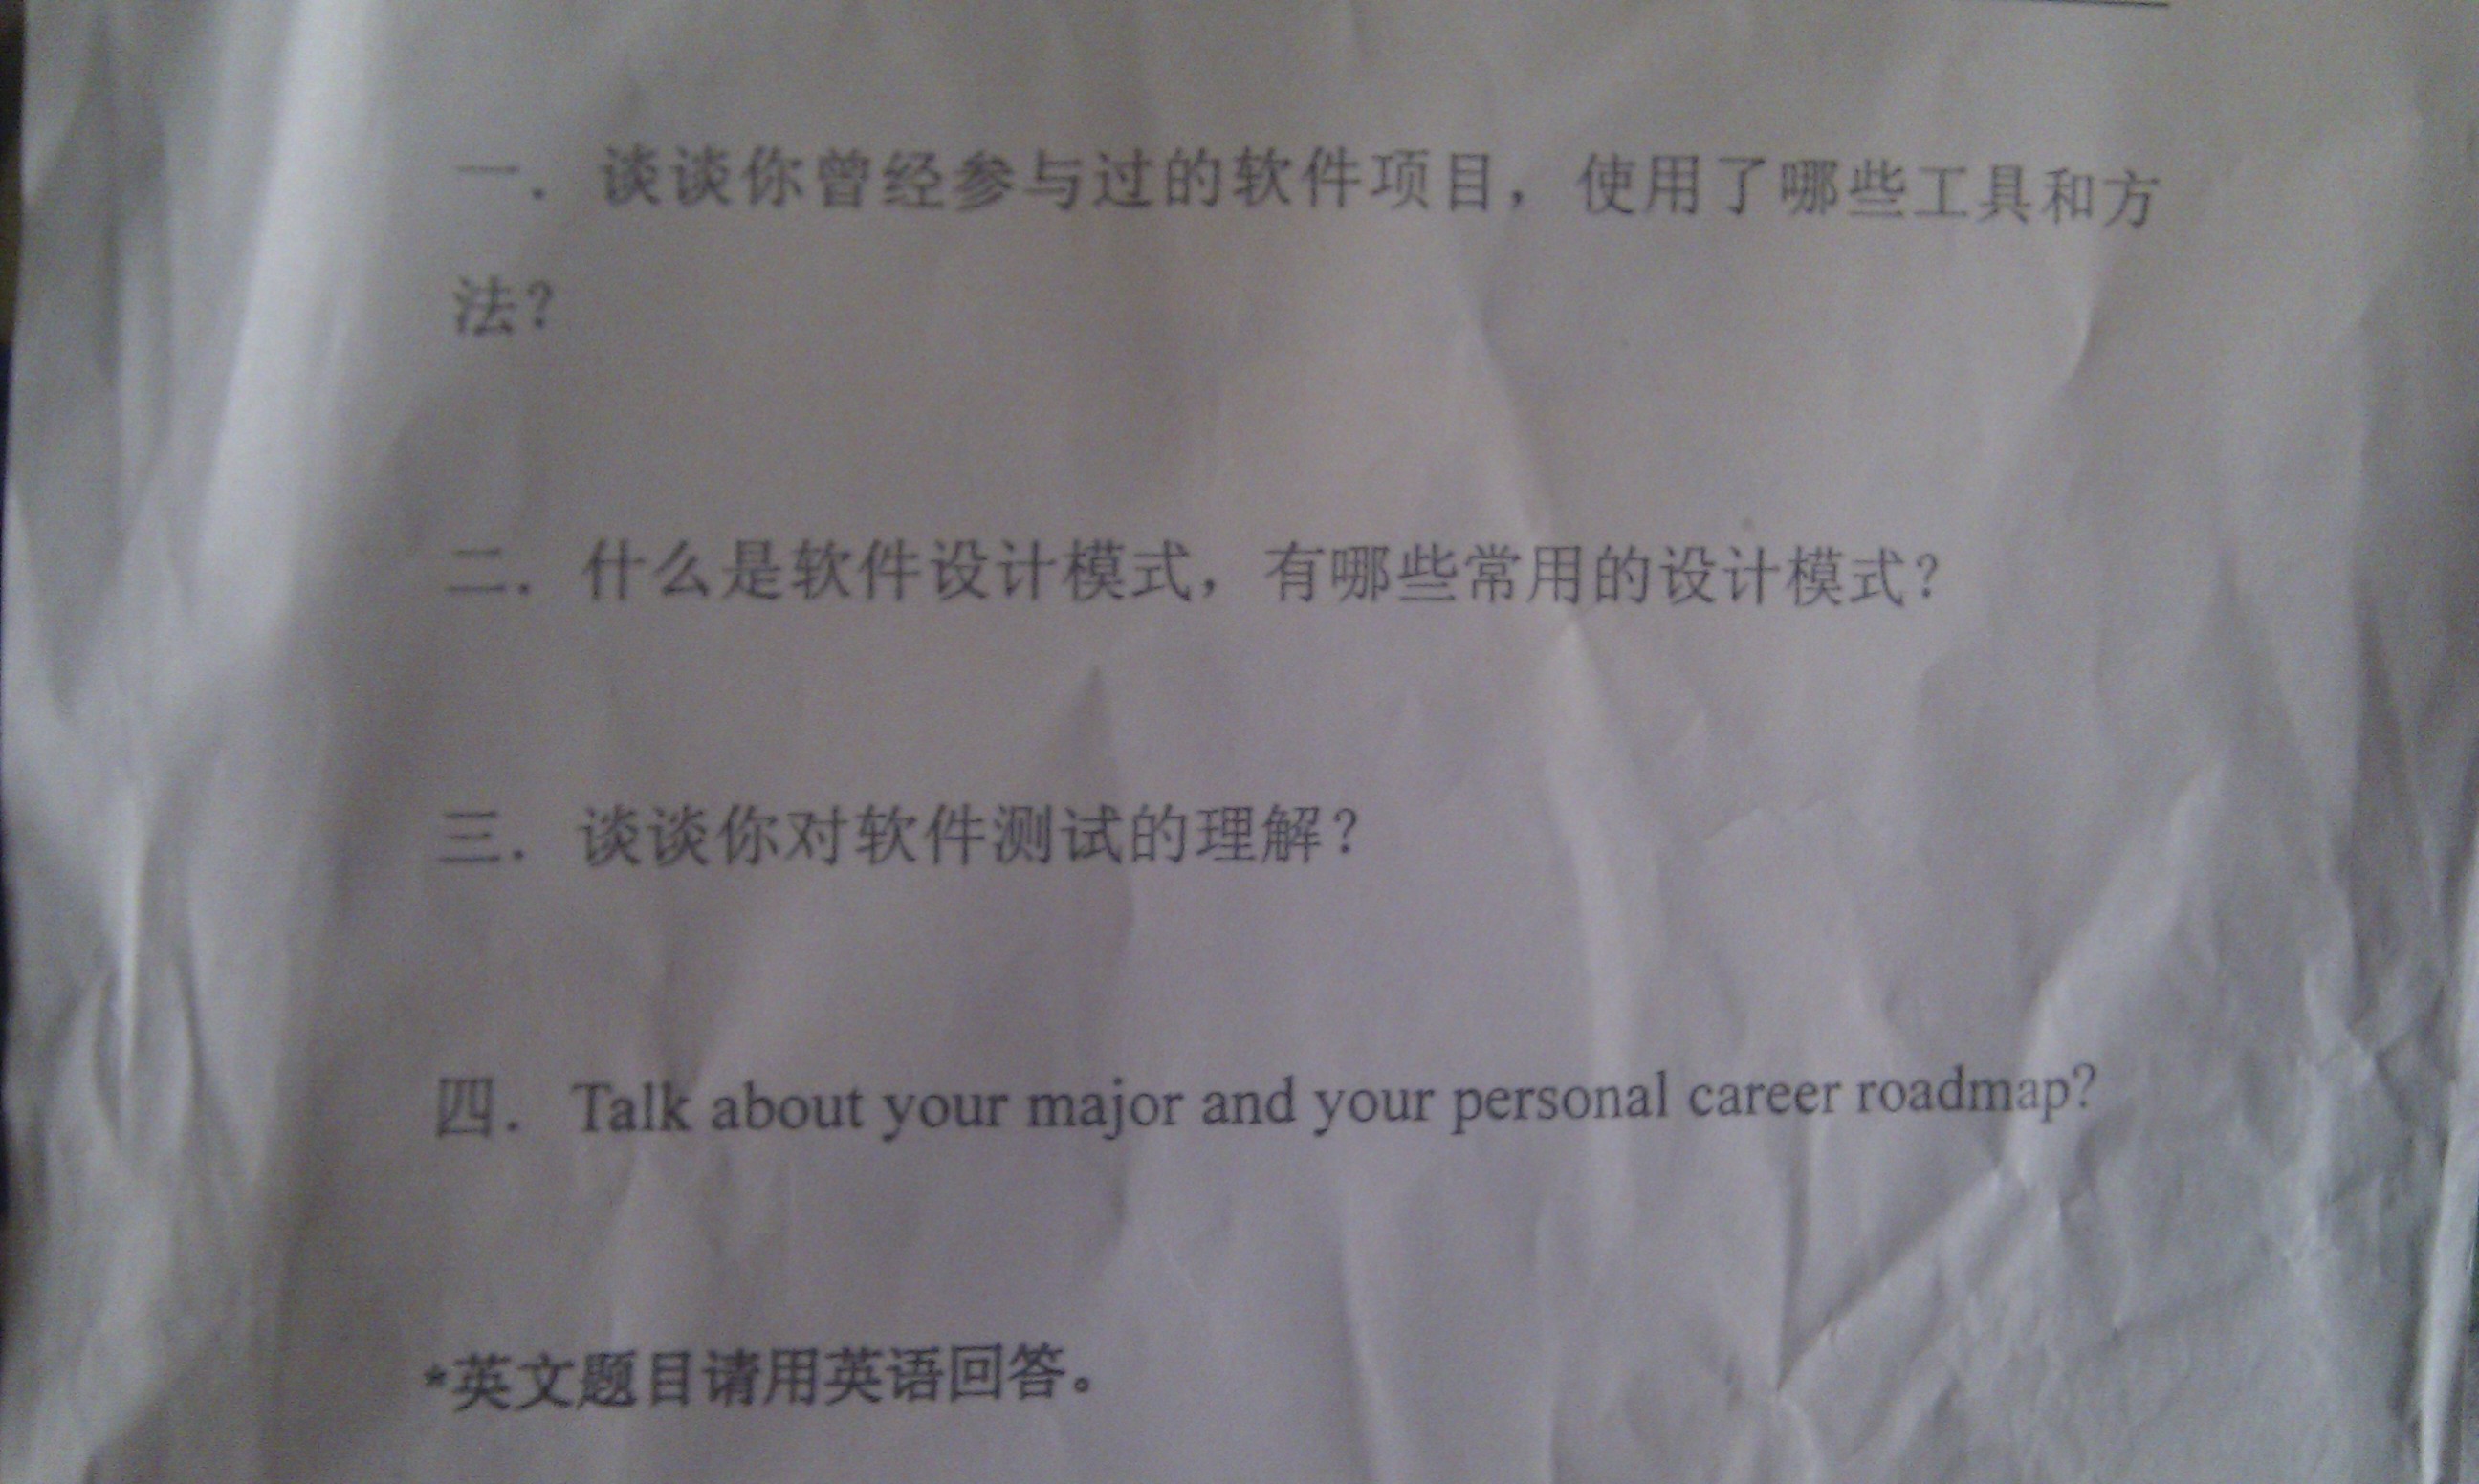 一． 谈谈你曾经参与过的软件项目，使用了哪些工具和方
法？
二． 什么是软件设计模式，有哪些常用的设计模式？
三． 谈谈你对软件测试的理解？
四． Talk about your major and your personal career roadmap?
*英文题目请用英语回答。